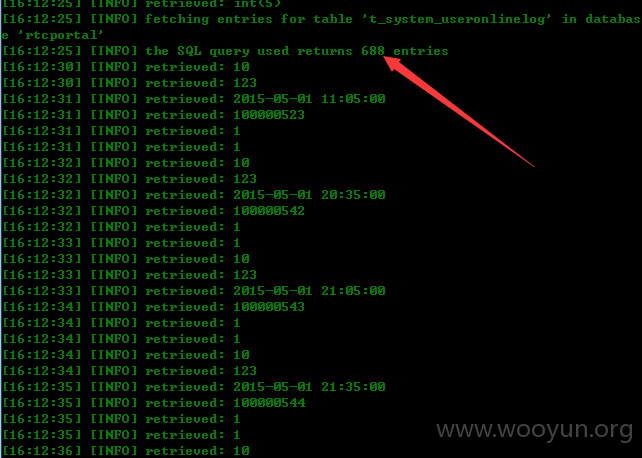 [16:12:25] [INFO] retrieved: int(5)
[16:12:25] [INFO] fetching entries for table 't_system_useronlinelog' in databas
e 'rtcportal'
[16:12:25] [INFO] the SQL query used returns 688 entries
[16:12:30] [INFO] retrieved: 10
[16:12:30] [INFO] retrieved: 123
[16:12:31] [INFO] retrieved: 2015-05-01 11:05:00
[16:12:31] [INFO] retrieved: 100000523
[16:12:31] [INFO] retrieved: 1
[16:12:31] [INFO] retrieved: 1
[16:12:32] [INFO] retrieved: 10
[16:12:32] [INFO] retrieved: 123
[16:12:32] [INFO] retrieved: 2015-05-01 20:35:00
[16:12:32] [INFO] retrieved: 100000542
[16:12:32] [INFO] retrieved: 1
[16:12:33] [INFO] retrieved: 1
[16:12:33] [INFO] retrieved: 10
[16:12:33] [INFO] retrieved: 123
[16:12:33] [INFO] retrieved: 2015-05-01 21:05:00
[16:12:34] [INFO] retrieved: 100000543
[16:12:34] [INFO] retrieved: 1
[16:12:34] [INFO] retrieved: 1
[16:12:34] [INFO] retrieved: 10
[16:12:34] [INFO] retrieved: 123
[16:12:35] [INFO] retrieved: 2015-05-01 21:35:00
[16:12:35] [INFO] retrieved: 100000544
[16:12:35] [INFO] retrieved: 1
[16:12:35] [INFO] retrieved: 1
[16:12:36] [INFO] retrieved: 10
www.wooyun.org